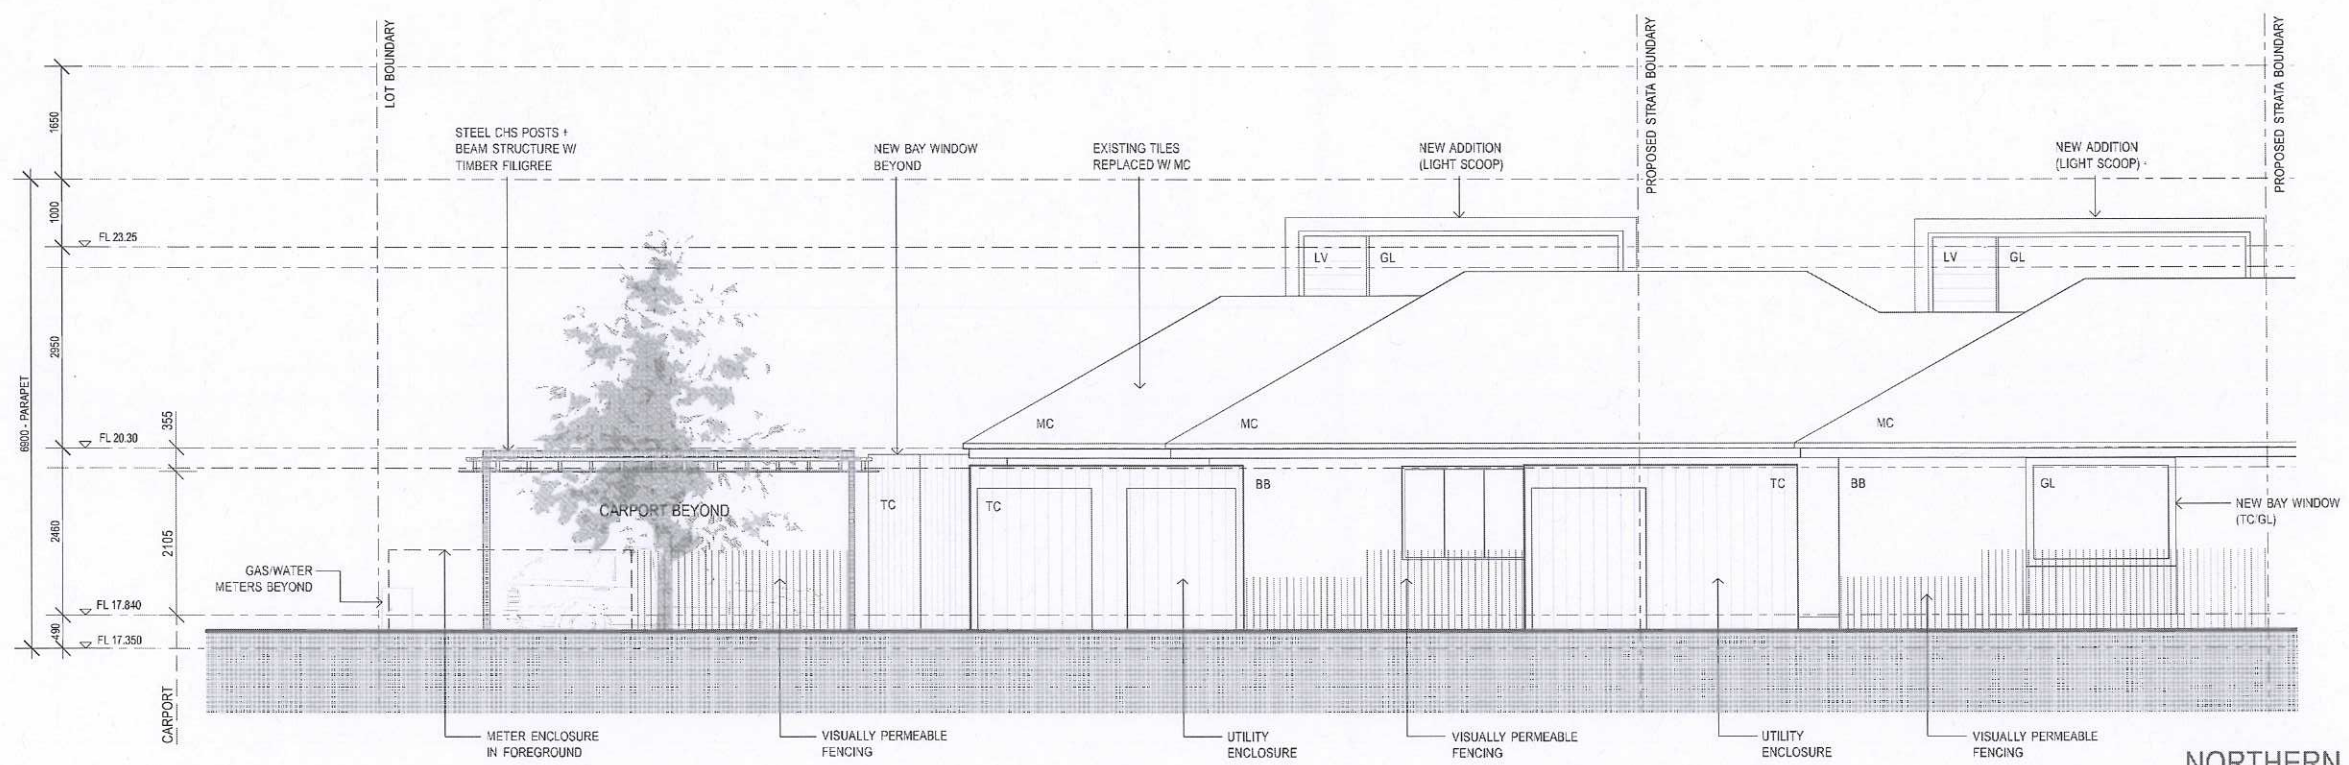 LOT BOUNDARY
PROPOSED STRATA BOUNDARY
PROPOSED STRATA BOUNDARY
STEEL CHS POSTS +
BEAM STRUCTURE W/
TIMBER FILIGREE
NEW BAY WINDOW
BEYOND
EXISTING TILES
REPLACED W/ MC
NEW ADDITION
(LIGHT SCOOP)
NEW ADDITION
(LIGHT SCOOP)
1650
1000
2950
2460
490
6900 - PARAPET
355
2105
CARPORT
FL 23.25
FL 20.30
FL 17.840
FL 17.350
LV
GL
LV
GL
MC
MC
MC
CARPORT BEYOND
TC
TC
BB
TC
BB
GL
NEW BAY WINDOW
(TC/GL)
GAS/WATER
METERS BEYOND
METER ENCLOSURE
IN FOREGROUND
VISUALLY PERMEABLE
FENCING
UTILITY
ENCLOSURE
VISUALLY PERMEABLE
FENCING
UTILITY
ENCLOSURE
VISUALLY PERMEABLE
FENCING
NORTHERN